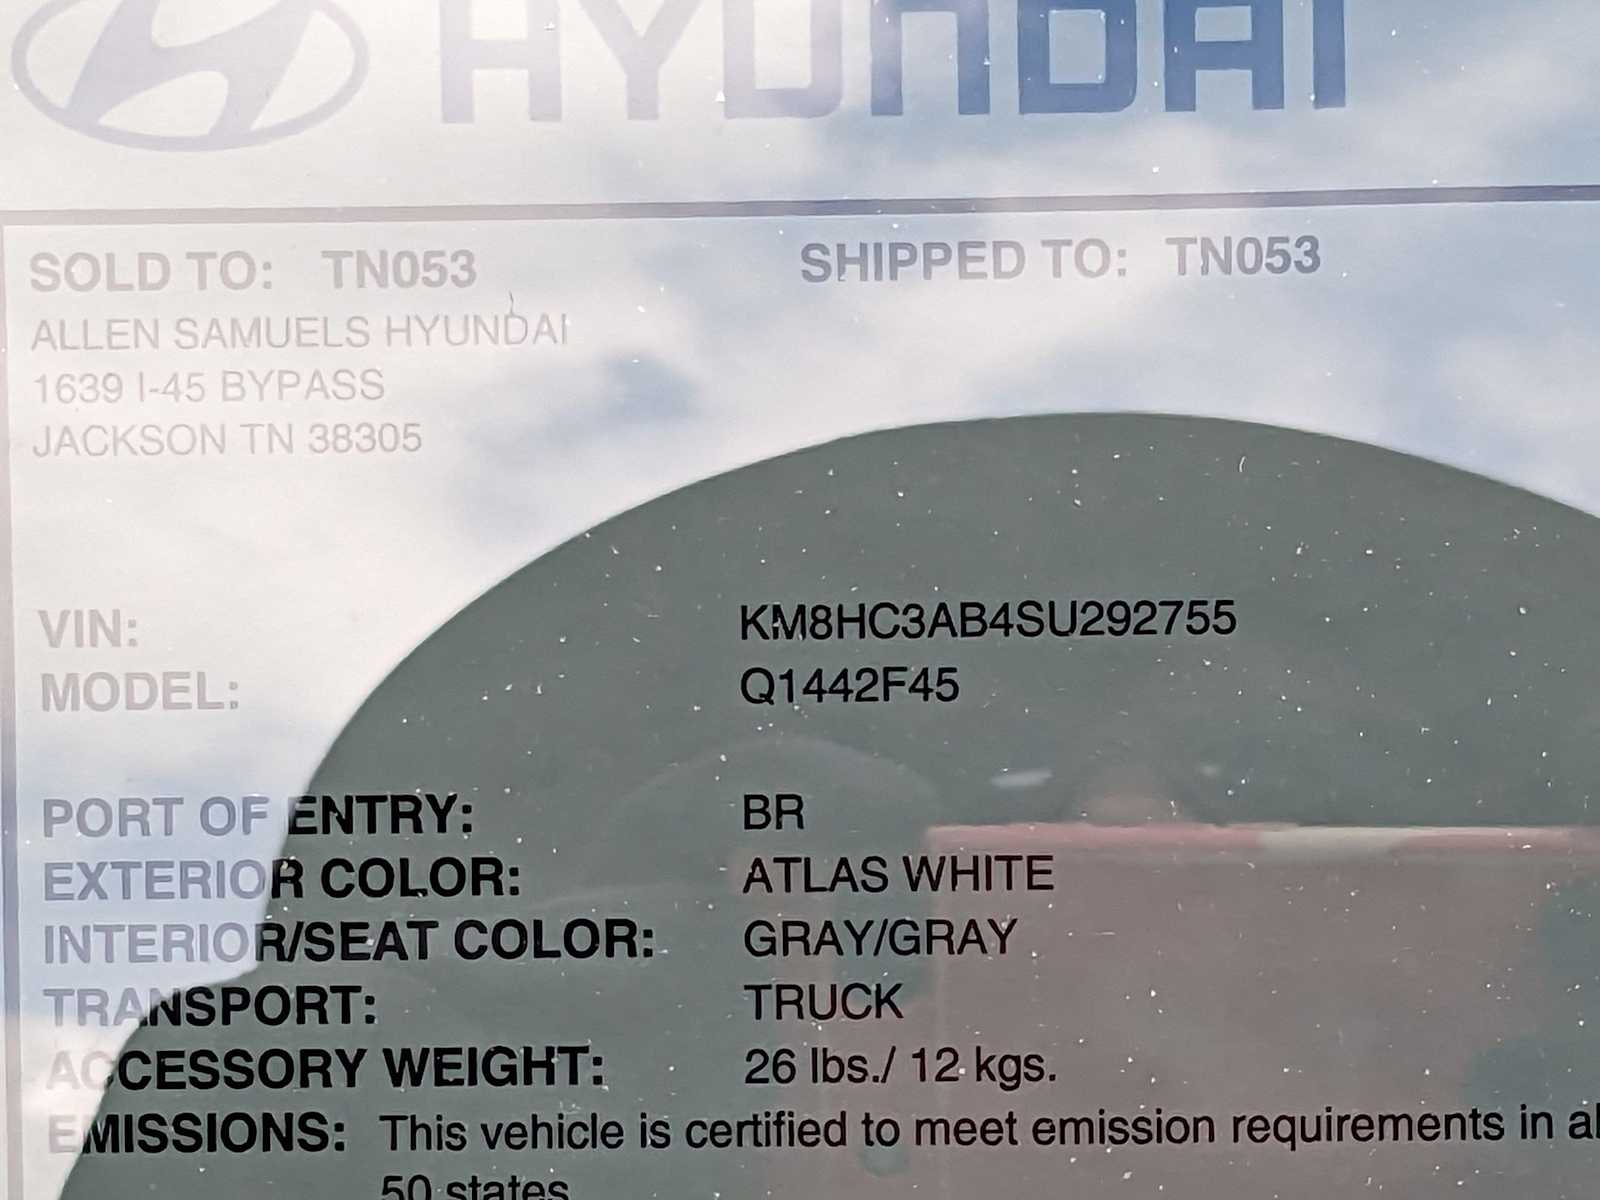 HYUNDAI
SOLD TO: TN053 SHIPPED TO: TN053
ALLEN SAMUELS HYUNDAI
1639 I-45 BYPASS
JACKSON TN 38305
VIN: KM8HC3AB4SU292755
MODEL: Q1442F45
PORT OF ENTRY: BR
EXTERIOR COLOR: ATLAS WHITE
INTERIOR/SEAT COLOR: GRAY/GRAY
TRANSPORT: TRUCK
ACCESSORY WEIGHT: 26 lbs./ 12 kgs.
EMISSIONS: This vehicle is certified to meet emission requirements in al
50 states